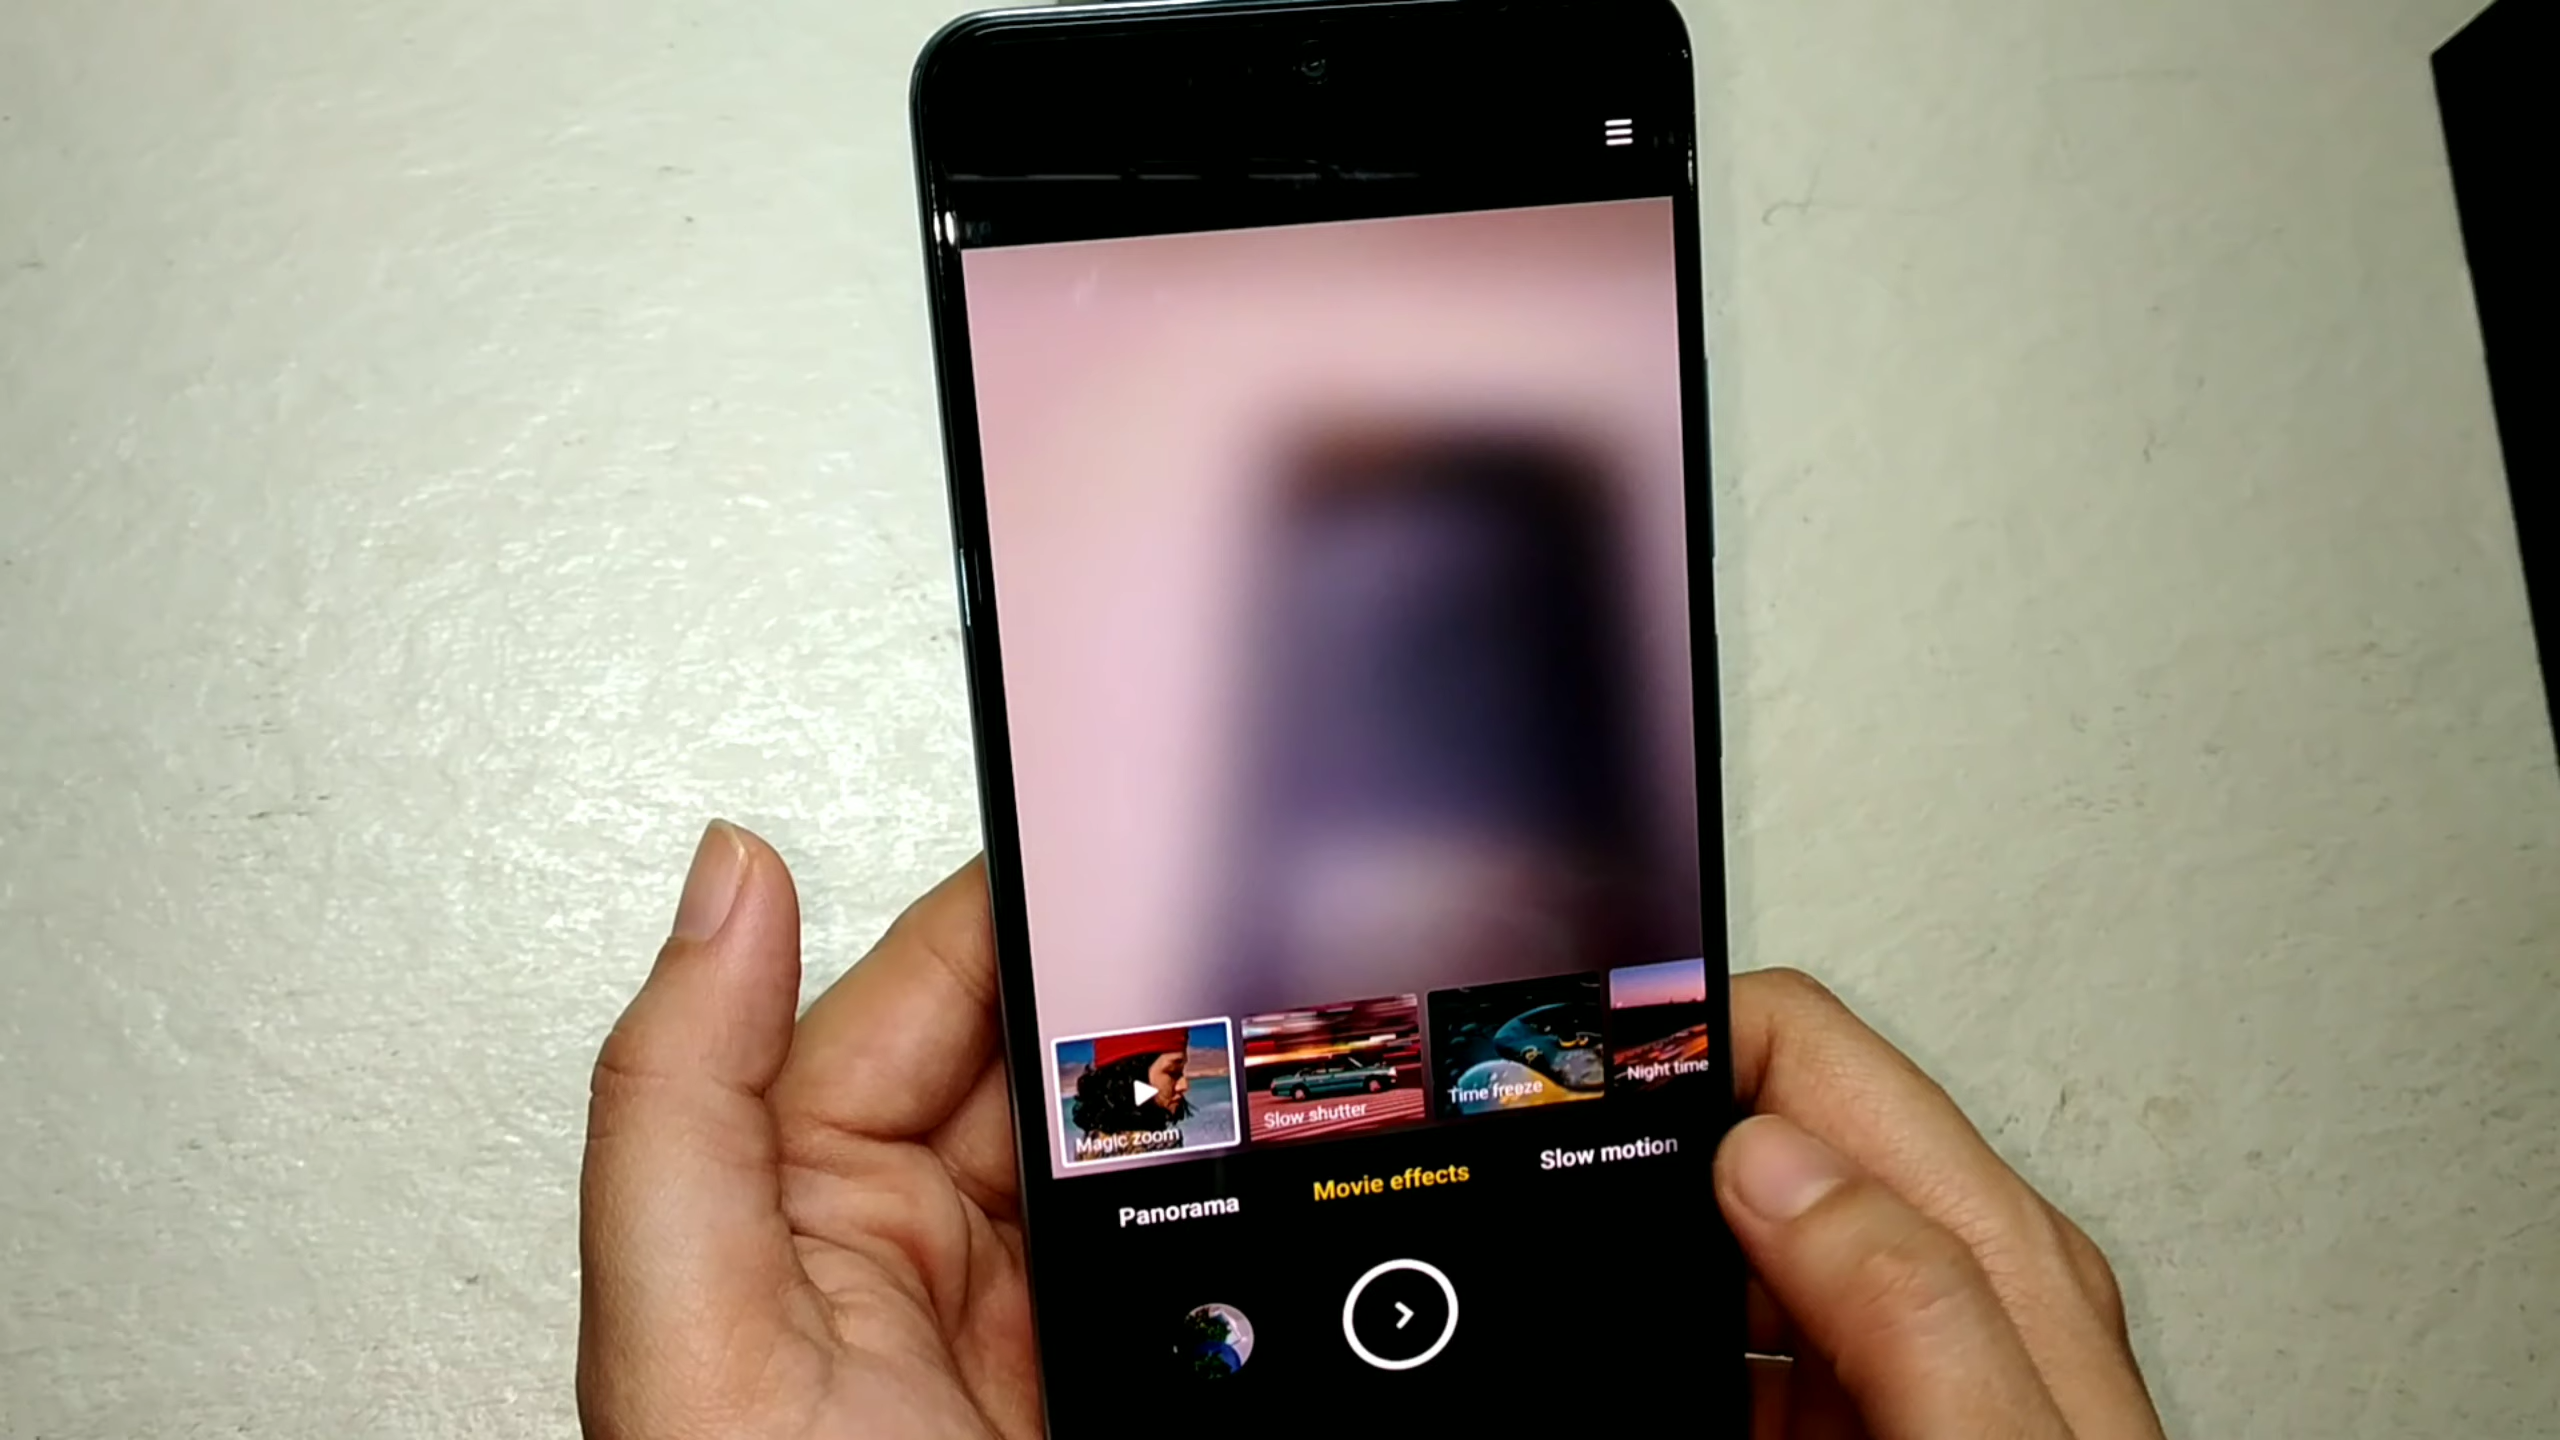 Magic zoom
Slow shutter
Time freeze
Night time
Panorama
Movie effects
Slow motion